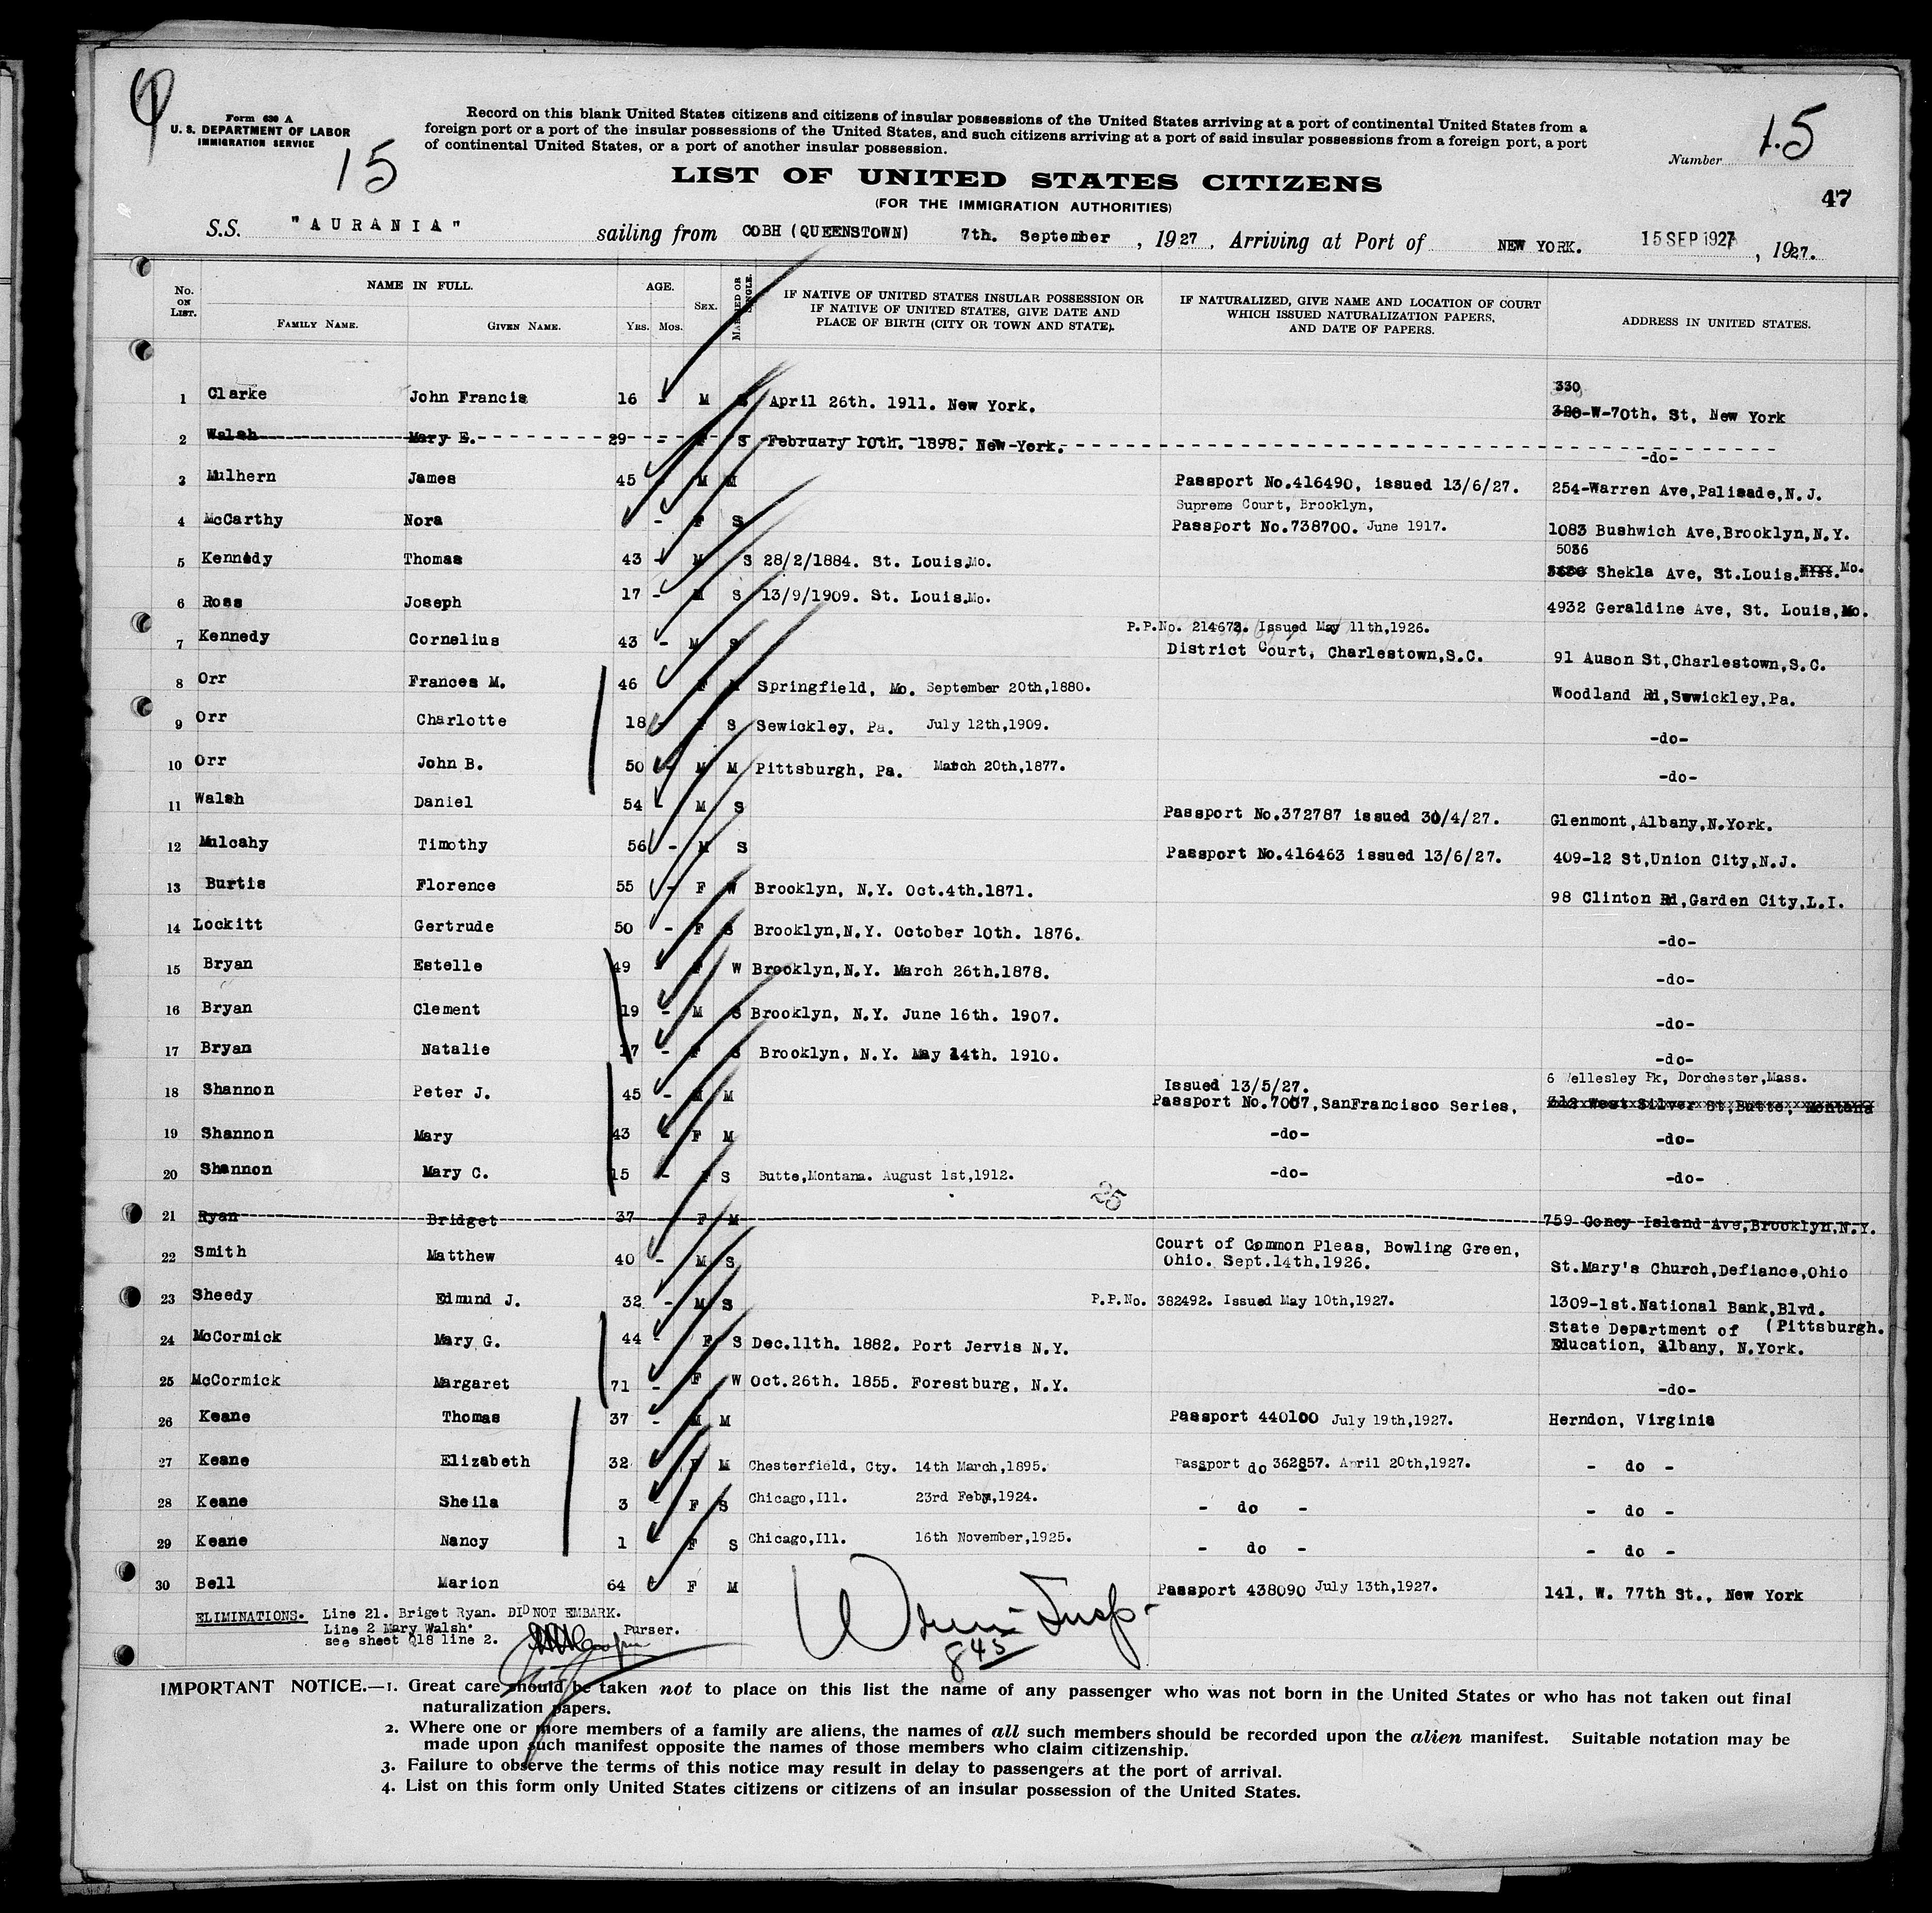 Form 630 A
U. S. DEPARTMENT OF LABOR
IMMIGRATION SERVICE
15
Record on this blank United States citizens and citizens of insular possessions of the United States arriving at a port of continental United States from a
foreign port or a port of the insular possessions of the United States, and such citizens arriving at a port of said insular possessions from a foreign port, a port
of continental United States, or a port of another insular possession.
Number 15
LIST OF UNITED STATES CITIZENS
47
(FOR THE IMMIGRATION AUTHORITIES)
S.S. "AURANIA" sailing from COBH (QUEENSTOWN) 7th. September, 1927, Arriving at Port of NEW YORK. 15 SEP 1927, 1927.
No. ON LIST. NAME IN FULL. FAMILY NAME. GIVEN NAME. AGE. Yrs. Mos. SEX. MARRIED OR SINGLE. IF NATIVE OF UNITED STATES INSULAR POSSESSION OR IF NATIVE OF UNITED STATES, GIVE DATE AND PLACE OF BIRTH (CITY OR TOWN AND STATE). IF NATURALIZED, GIVE NAME AND LOCATION OF COURT WHICH ISSUED NATURALIZATION PAPERS, AND DATE OF PAPERS. ADDRESS IN UNITED STATES.
330
1 Clarke John Francis 16 - M S April 26th. 1911. New York. 320-W-70th. St, New York
2 Walsh Mary E. 29 - F S February 10th. 1898. New York. -do-
3 Mulhern James 45 - M M Passport No.416490, issued 13/6/27. 254-Warren Ave,Palisade,N.J.
Supreme Court, Brooklyn,
4 McCarthy Nora - F S Passport No.738700. June 1917. 1083 Bushwich Ave,Brooklyn,N.Y.
5036
5 Kennedy Thomas 43 - M S 28/2/1884. St. Louis.Mo. Shekla Ave, St.Louis. Miss. Mo.
6 Ross Joseph 17 - M S 13/9/1909. St. Louis.Mo. 4932 Geraldine Ave, St. Louis,Mo.
P.P.No. 214673. Issued May 11th,1926.
7 Kennedy Cornelius 43 - M S District Court, Charlestown,S.C. 91 Auson St,Charlestown,S.C.
8 Orr Frances M. 46 F M Springfield, Mo. September 20th,1880. Woodland Rd,Sewickley,Pa.
9 Orr Charlotte 18 - F S Sewickley, Pa. July 12th,1909. -do-
10 Orr John B. 50 - M M Pittsburgh, Pa. March 20th,1877. -do-
11 Walsh Daniel 54 - M S Passport No.372787 issued 30/4/27. Glenmont,Albany,N.York.
12 Mulcahy Timothy 56 - M S Passport No.416463 issued 13/6/27. 409-12 St,Union City,N.J.
13 Burtis Florence 55 - F W Brooklyn, N.Y. Oct.4th.1871. 98 Clinton Rd,Garden City,L.I.
14 Lockitt Gertrude 50 - F S Brooklyn,N.Y. October 10th. 1876. -do-
15 Bryan Estelle 49 - F W Brooklyn,N.Y. March 26th.1878. -do-
16 Bryan Clement 19 - M S Brooklyn, N.Y. June 16th. 1907. -do-
17 Bryan Natalie 17 - F S Brooklyn, N.Y. May 14th. 1910. -do-
Issued 13/5/27. 6 Wellesley Pk, Dorchester,Mass.
18 Shannon Peter J. 45 - M M Passport No.7007,SanFrancisco Series, 312 West Silver St,Butte, Montana
19 Shannon Mary 43 - F M -do- -do-
20 Shannon Mary C. 15 - F S Butte,Montana. August 1st,1912. -do- -do-
25
21 Ryan Bridget 37 F M 759 Coney Island Ave,Brooklyn,N.Y.
Court of Common Pleas, Bowling Green,
22 Smith Matthew 40 - M S Ohio. Sept.14th.1926. St.Mary's Church,Defiance,Ohio
23 Sheedy Edmund J. 32 - M S P.P.No. 382492. Issued May 10th,1927. 1309-1st.National Bank,Blvd.
State Department of (Pittsburgh.
24 McCormick Mary G. 44 - F S Dec.11th. 1882. Port Jervis N.Y. Education, Albany, N.York.
25 McCormick Margaret 71 - F W Oct.26th. 1855. Forestburg, N.Y. -do-
26 Keane Thomas 37 - M M Passport 440100 July 19th,1927. Herndon, Virginia
27 Keane Elizabeth 32 F M Chesterfield, Cty. 14th March,1895. Passport do 362857. April 20th,1927. - do -
28 Keane Sheila 3 - F S Chicago,Ill. 23rd Feby,1924. - do - - do -
29 Keane Nancy 1 F S Chicago,Ill. 16th November,1925. - do - - do -
30 Bell Marion 64 F M Passport 438090 July 13th,1927. 141, W. 77th St., New York
ELIMINATIONS. Line 21. Briget Ryan. DID NOT EMBARK.
Line 2 Mary Walsh.
see sheet Q18 line 2.
Purser.
Insp
845
IMPORTANT NOTICE.—1. Great care should be taken not to place on this list the name of any passenger who was not born in the United States or who has not taken out final
naturalization papers.
2. Where one or more members of a family are aliens, the names of all such members should be recorded upon the alien manifest. Suitable notation may be
made upon such manifest opposite the names of those members who claim citizenship.
3. Failure to observe the terms of this notice may result in delay to passengers at the port of arrival.
4. List on this form only United States citizens or citizens of an insular possession of the United States.